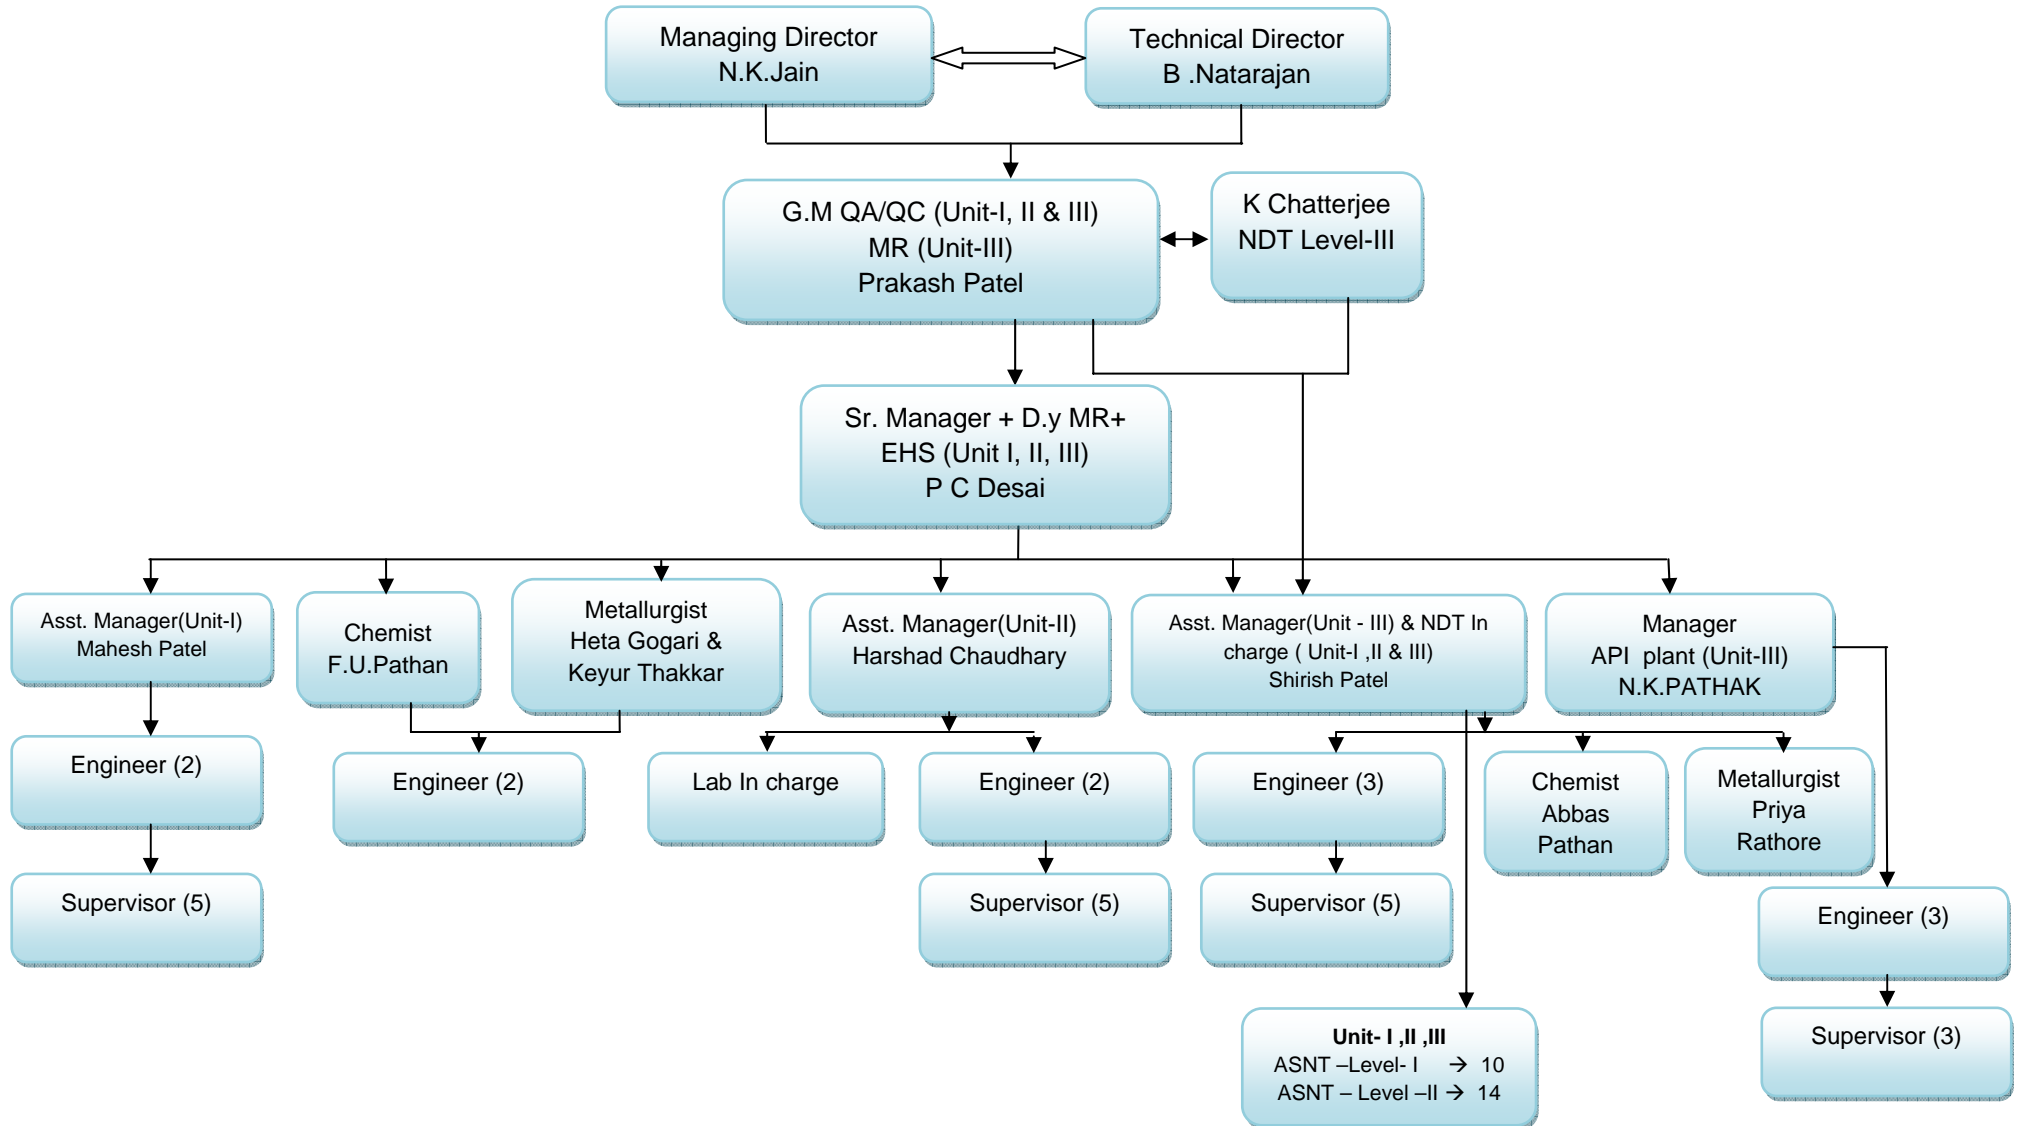 Managing Director
N.K.Jain
Technical Director
B .Natarajan
G.M QA/QC (Unit-I, II & III)
MR (Unit-III)
Prakash Patel
K Chatterjee
NDT Level-III
Sr. Manager + D.y MR+
EHS (Unit I, II, III)
P C Desai
Asst. Manager(Unit-I)
Mahesh Patel
Chemist
F.U.Pathan
Metallurgist
Heta Gogari &
Keyur Thakkar
Asst. Manager(Unit-II)
Harshad Chaudhary
Asst. Manager(Unit - III) & NDT In
charge ( Unit-I ,II & III)
Shirish Patel
Manager
API plant (Unit-III)
N.K.PATHAK
Engineer (2)
Engineer (2)
Lab In charge
Engineer (2)
Engineer (3)
Chemist
Abbas
Pathan
Metallurgist
Priya
Rathore
Supervisor (5)
Supervisor (5)
Supervisor (5)
Engineer (3)
Unit- I ,II ,III
ASNT –Level- I → 10
ASNT – Level –II → 14
Supervisor (3)